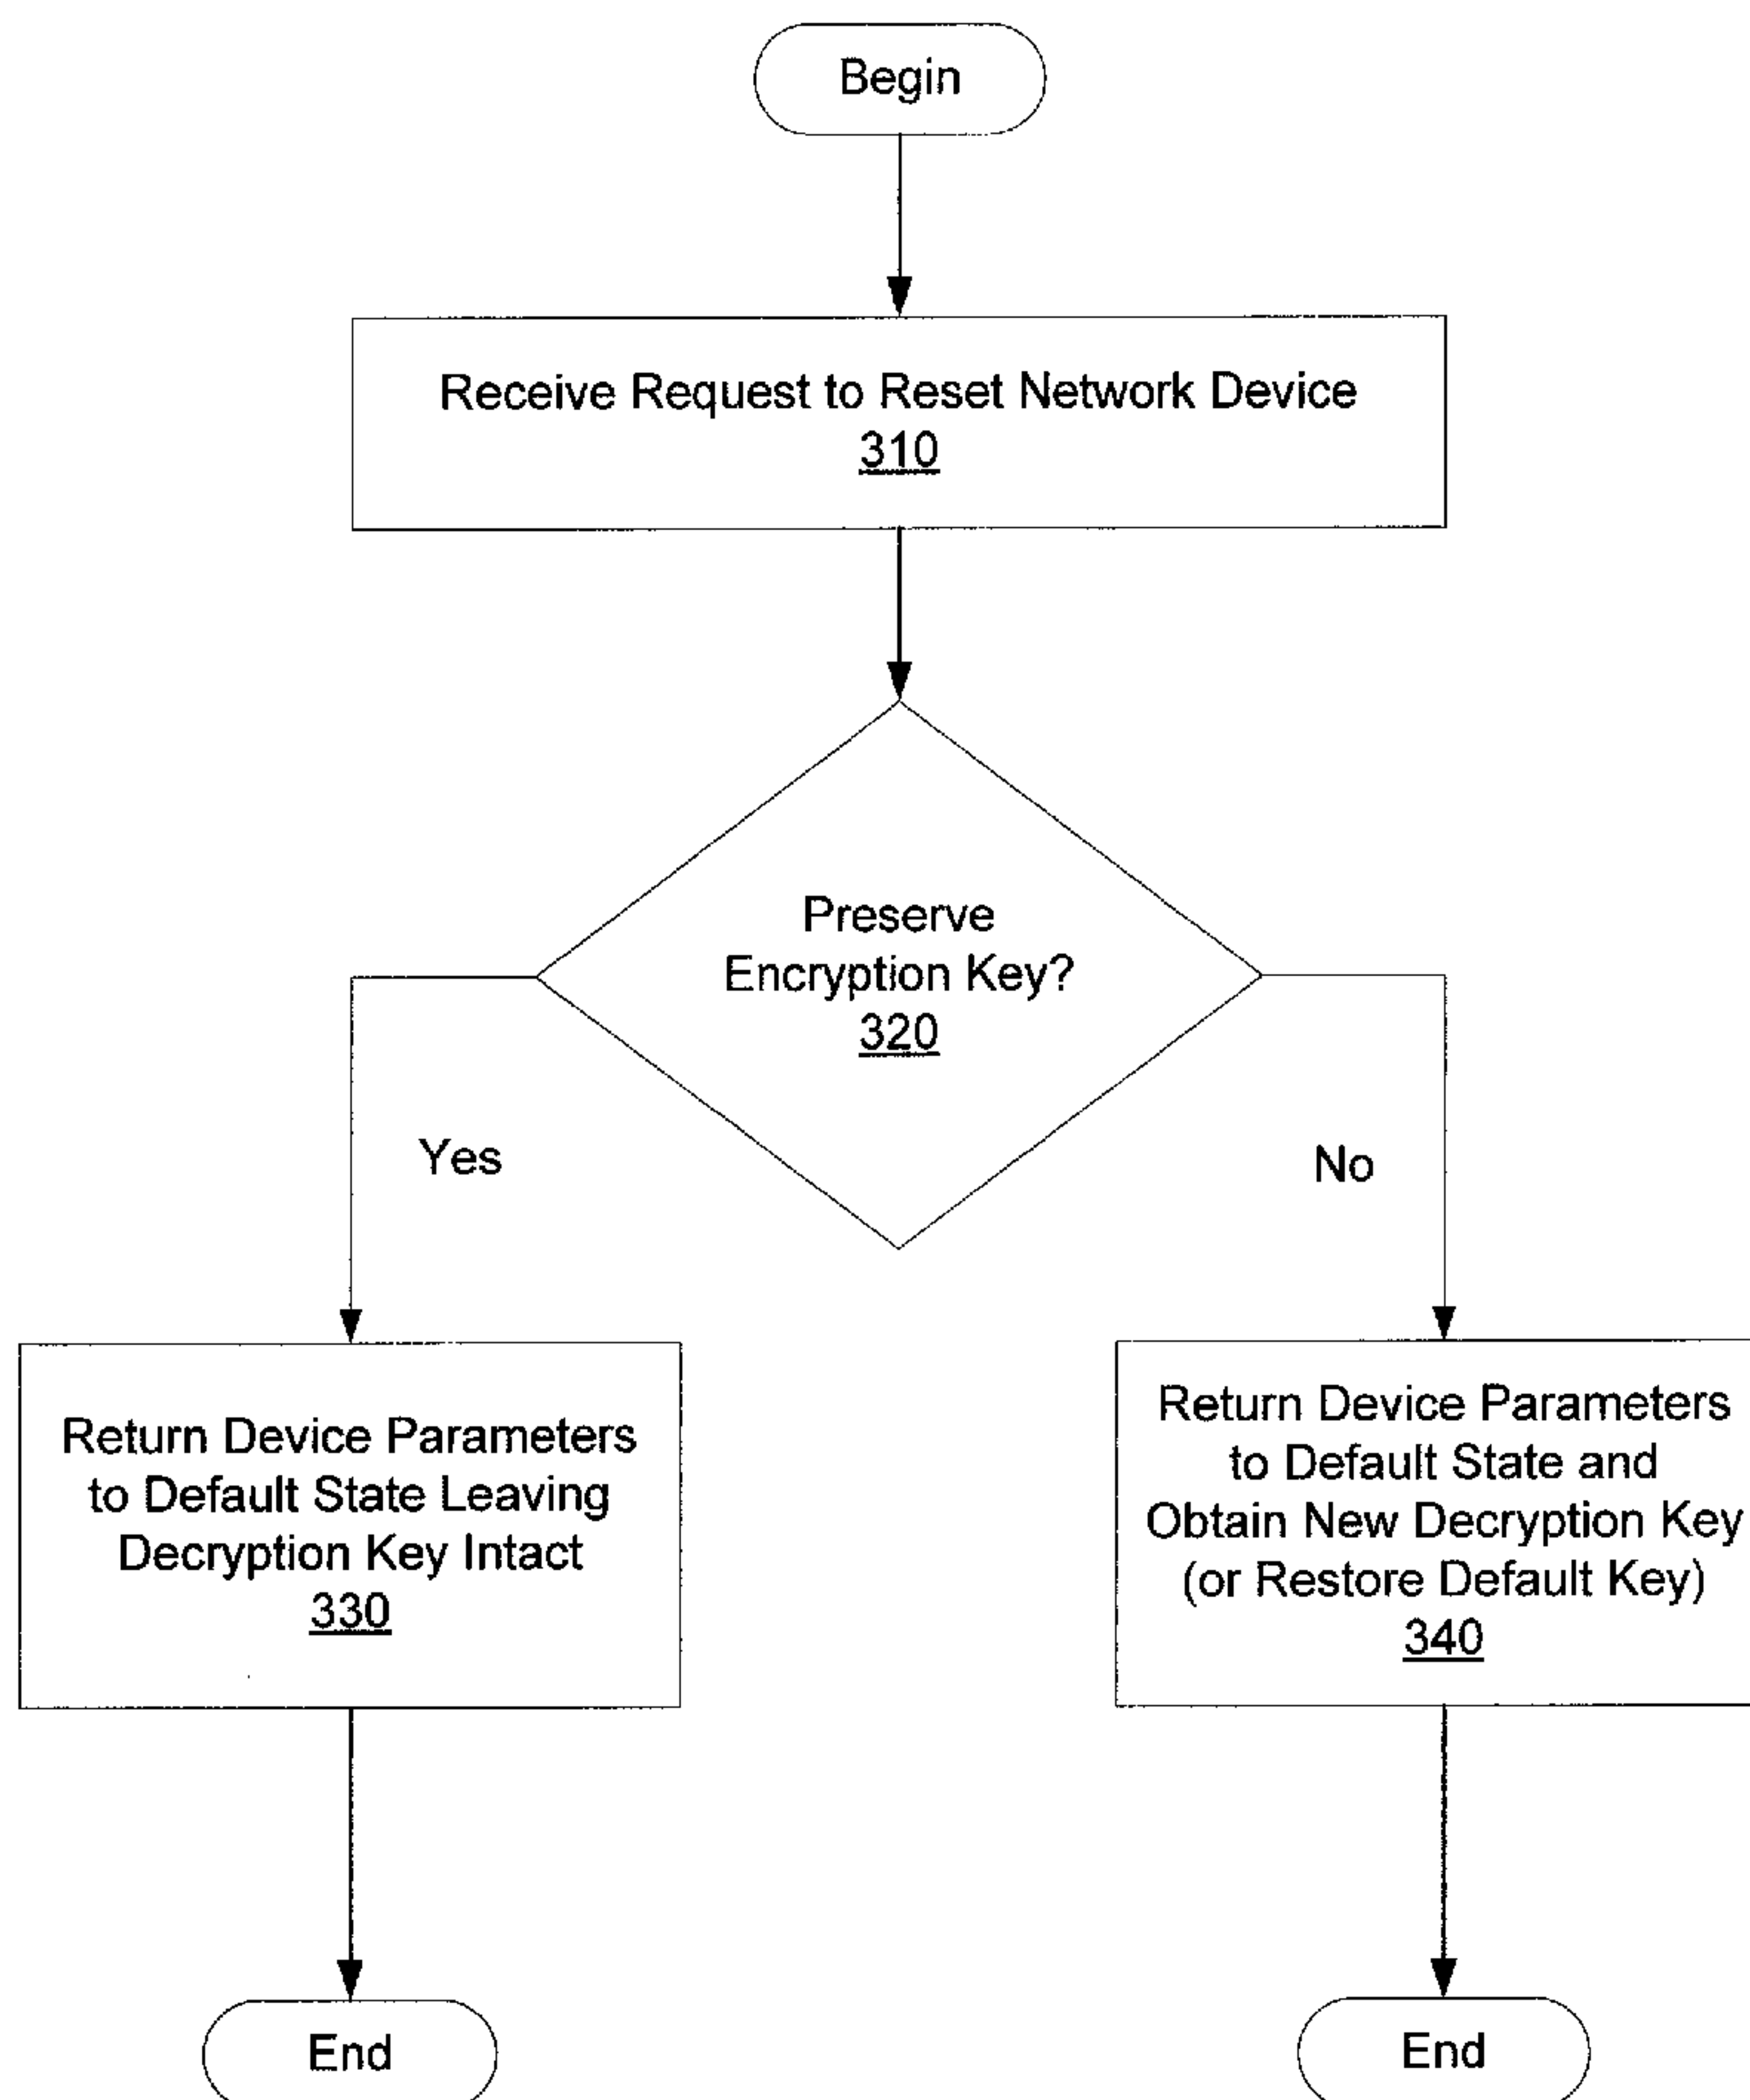 Begin
Receive Request to Reset Network Device
310
Preserve
Encryption Key?
320
Yes
No
Return Device Parameters
to Default State Leaving
Decryption Key Intact
330
Return Device Parameters
to Default State and
Obtain New Decryption Key
(or Restore Default Key)
340
End
End